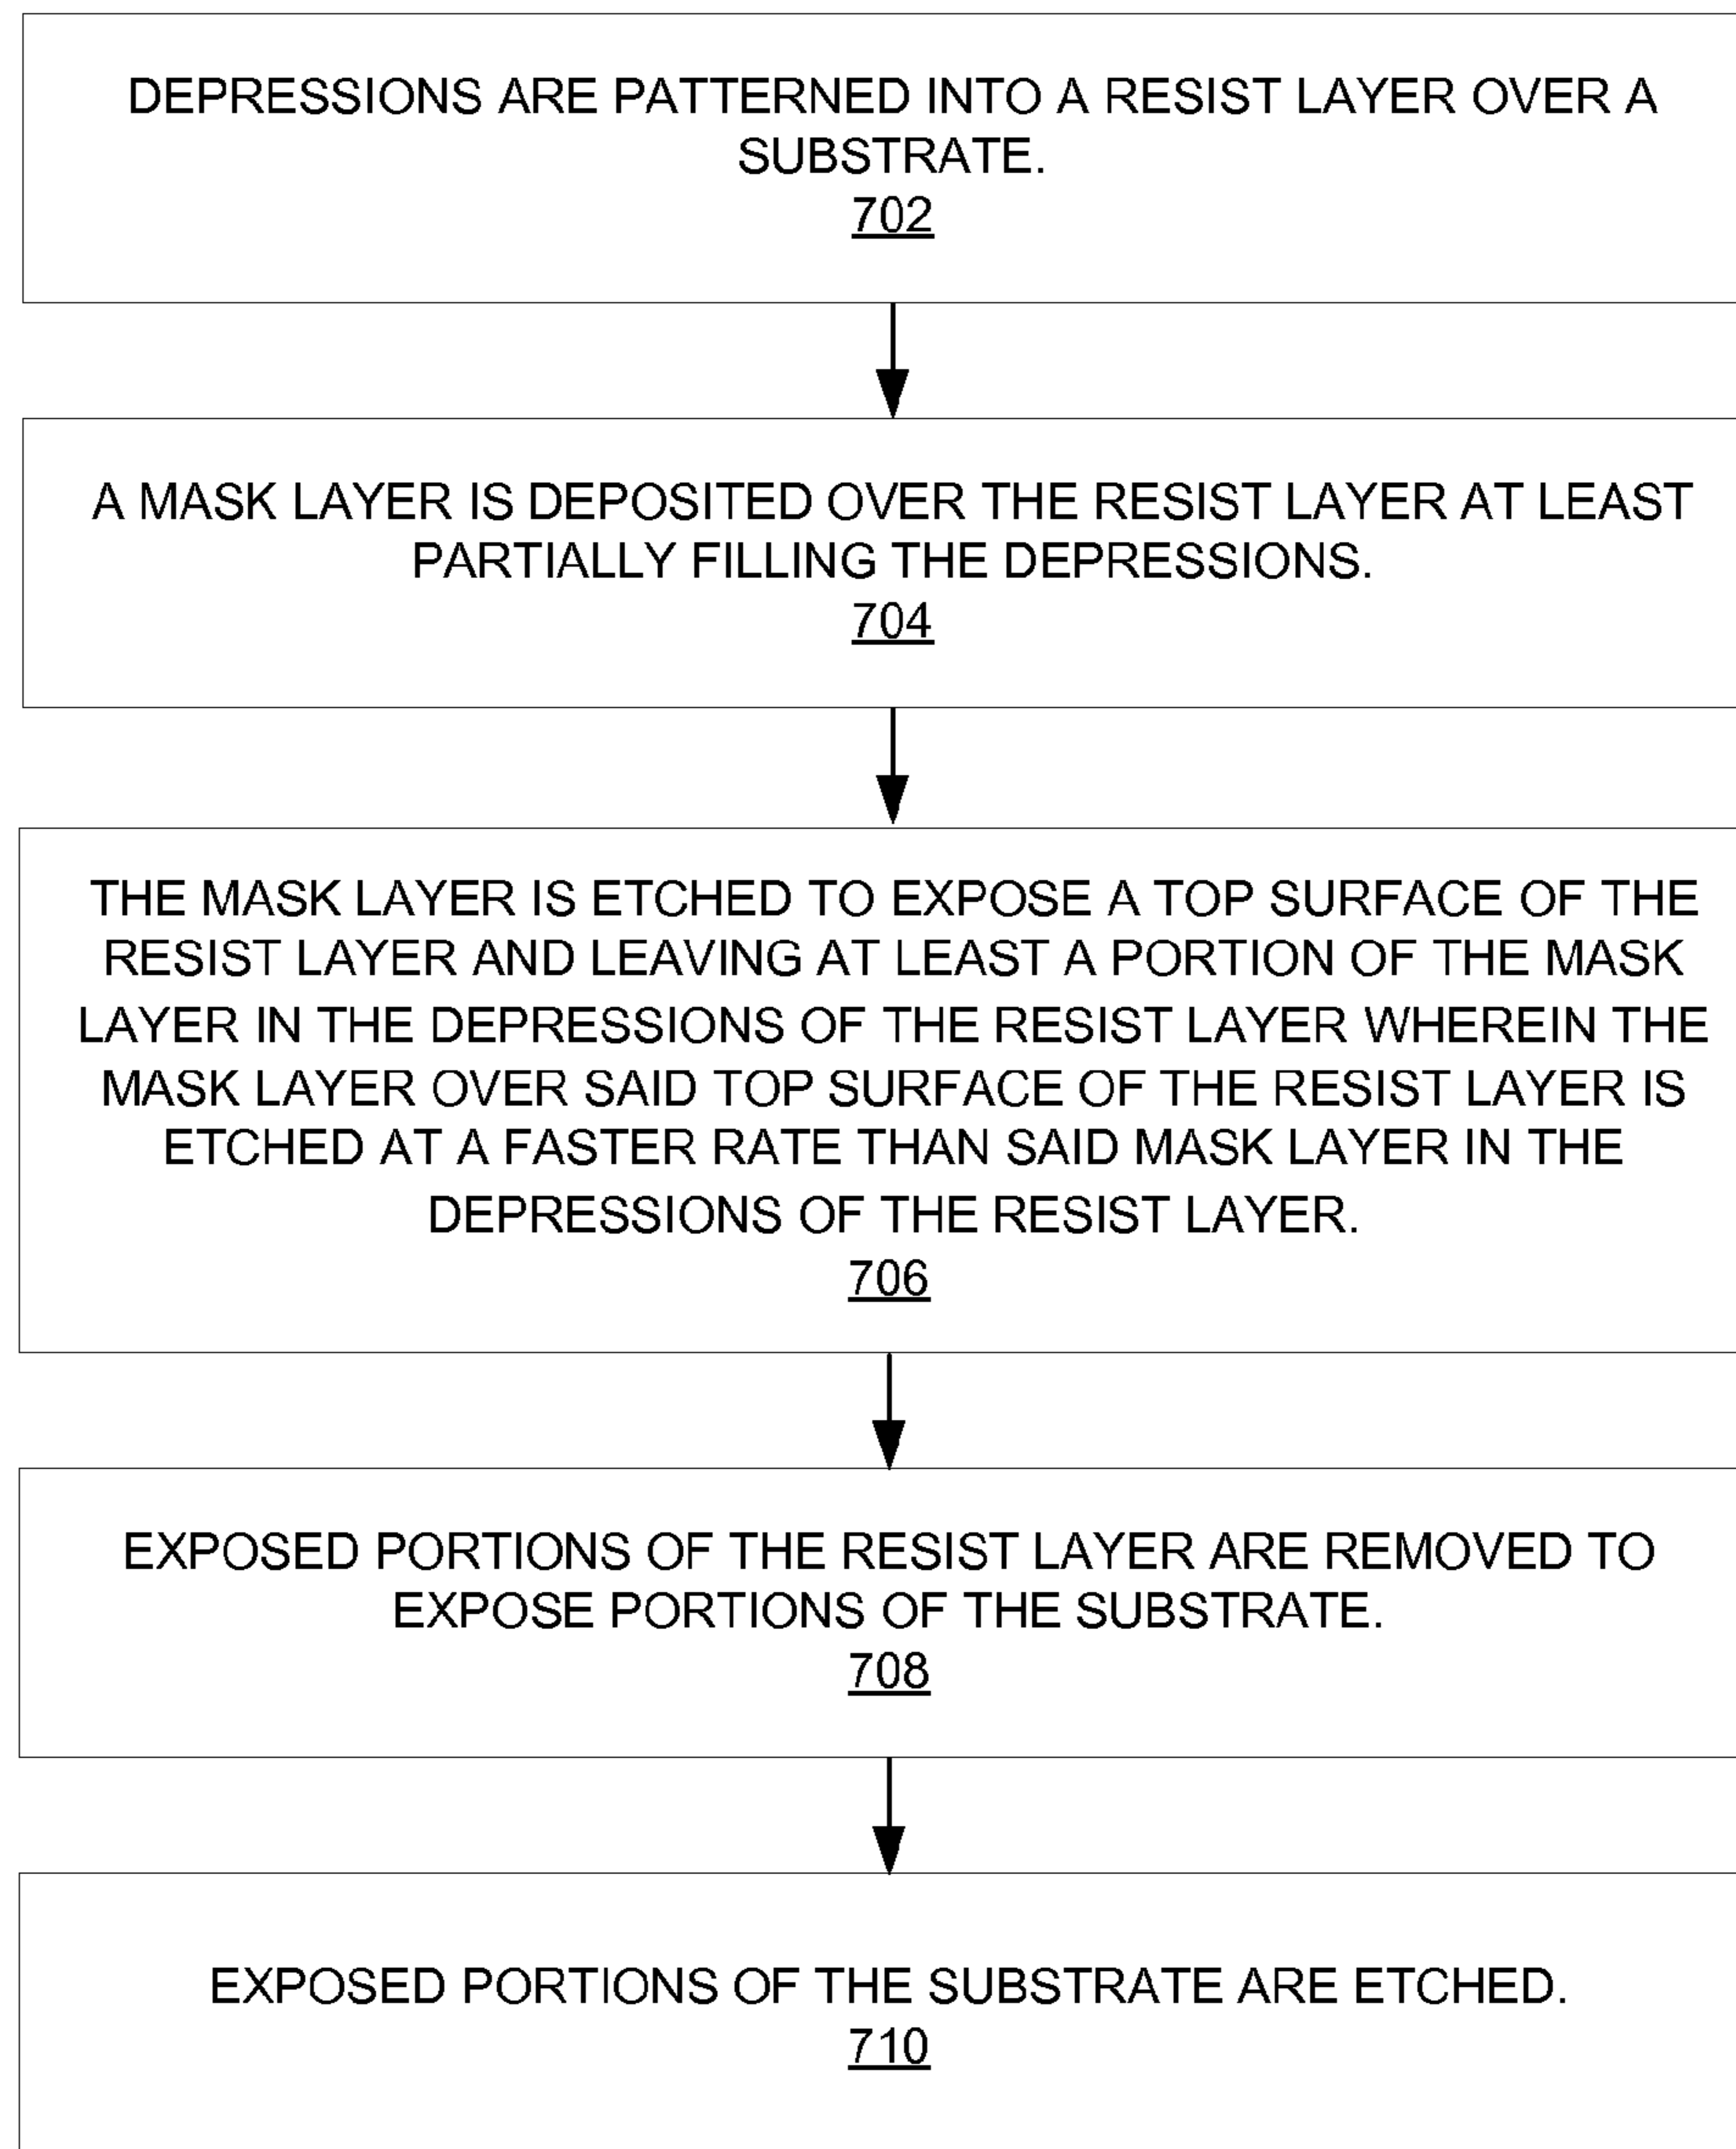 DEPRESSIONS ARE PATTERNED INTO A RESIST LAYER OVER A
SUBSTRATE.
702
A MASK LAYER IS DEPOSITED OVER THE RESIST LAYER AT LEAST
PARTIALLY FILLING THE DEPRESSIONS.
704
THE MASK LAYER IS ETCHED TO EXPOSE A TOP SURFACE OF THE
RESIST LAYER AND LEAVING AT LEAST A PORTION OF THE MASK
LAYER IN THE DEPRESSIONS OF THE RESIST LAYER WHEREIN THE
MASK LAYER OVER SAID TOP SURFACE OF THE RESIST LAYER IS
ETCHED AT A FASTER RATE THAN SAID MASK LAYER IN THE
DEPRESSIONS OF THE RESIST LAYER.
706
EXPOSED PORTIONS OF THE RESIST LAYER ARE REMOVED TO
EXPOSE PORTIONS OF THE SUBSTRATE.
708
EXPOSED PORTIONS OF THE SUBSTRATE ARE ETCHED.
710